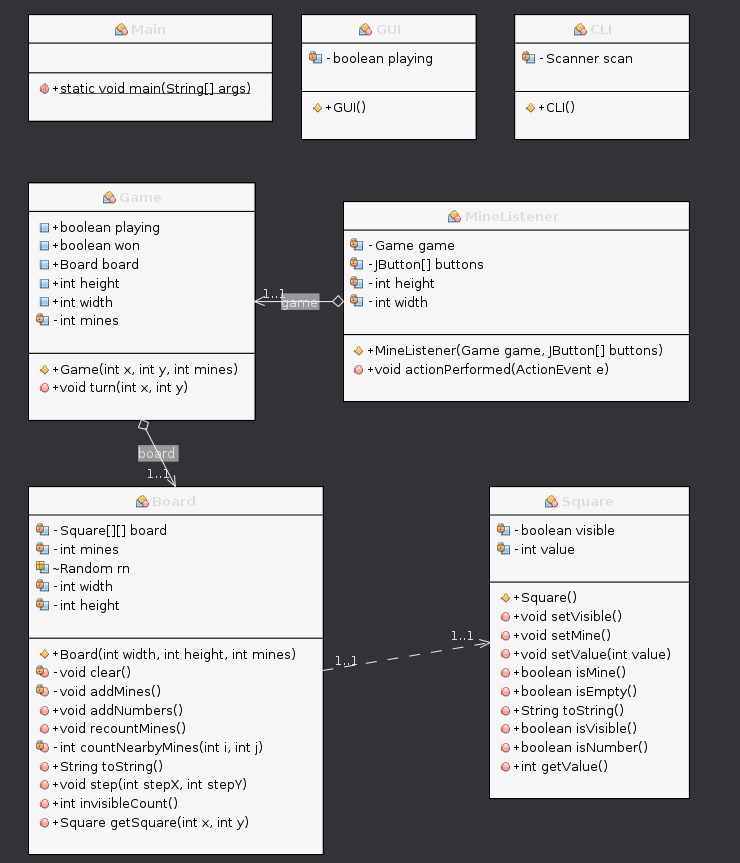 Main
+static void main(String[] args)
GUI
-boolean playing
+GUI()
CLI
-Scanner scan
+CLI()
Game
+boolean playing
+boolean won
+Board board
+int height
+int width
-int mines
+Game(int x, int y, int mines)
+void turn(int x, int y)
1..1
game
MineListener
-Game game
-JButton[] buttons
-int height
-int width
+MineListener(Game game, JButton[] buttons)
+void actionPerformed(ActionEvent e)
board
1..1
Board
-Square[][] board
-int mines
~Random rn
-int width
-int height
+Board(int width, int height, int mines)
-void clear()
-void addMines()
+void addNumbers()
+void recountMines()
-int countNearbyMines(int i, int j)
+String toString()
+void step(int stepX, int stepY)
+int invisibleCount()
+Square getSquare(int x, int y)
1..1
1..1
Square
-boolean visible
-int value
+Square()
+void setVisible()
+void setMine()
+void setValue(int value)
+boolean isMine()
+boolean isEmpty()
+String toString()
+boolean isVisible()
+boolean isNumber()
+int getValue()